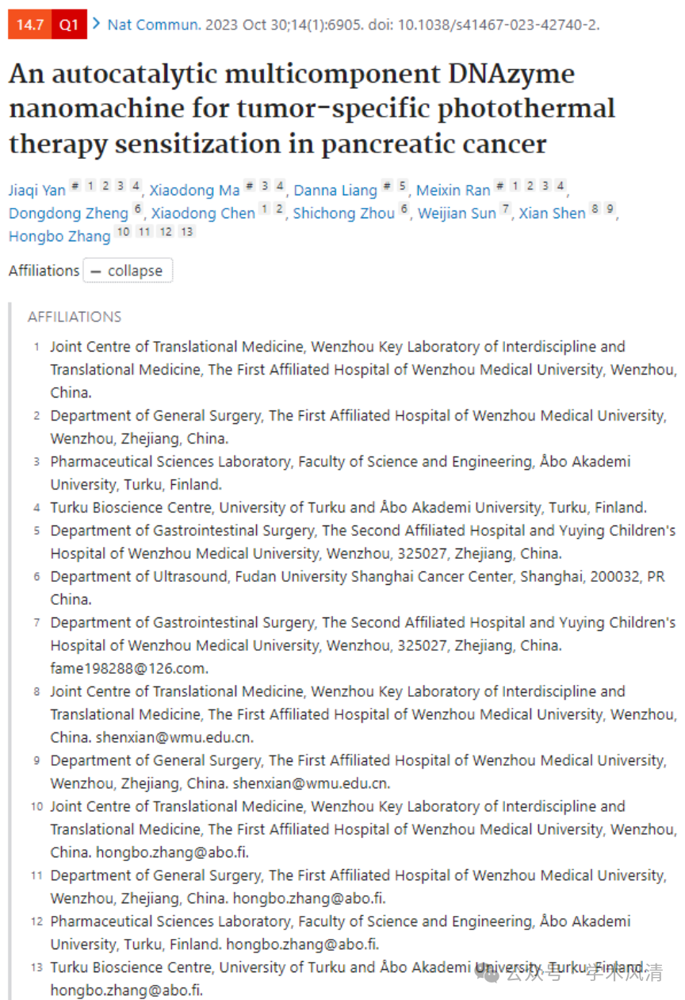 14.7 Q1 > Nat Commun. 2023 Oct 30;14(1):6905. doi: 10.1038/s41467-023-42740-2.
An autocatalytic multicomponent DNAzyme
nanomachine for tumor-specific photothermal
therapy sensitization in pancreatic cancer
Jiaqi Yan # 1 2 3 4, Xiaodong Ma # 3 4, Danna Liang # 5, Meixin Ran # 1 2 3 4,
Dongdong Zheng 6, Xiaodong Chen 1 2, Shichong Zhou 6, Weijian Sun 7, Xian Shen 8 9,
Hongbo Zhang 10 11 12 13
Affiliations — collapse
AFFILIATIONS
1 Joint Centre of Translational Medicine, Wenzhou Key Laboratory of Interdiscipline and
Translational Medicine, The First Affiliated Hospital of Wenzhou Medical University, Wenzhou,
China.
2 Department of General Surgery, The First Affiliated Hospital of Wenzhou Medical University,
Wenzhou, Zhejiang, China.
3 Pharmaceutical Sciences Laboratory, Faculty of Science and Engineering, Åbo Akademi
University, Turku, Finland.
4 Turku Bioscience Centre, University of Turku and Åbo Akademi University, Turku, Finland.
5 Department of Gastrointestinal Surgery, The Second Affiliated Hospital and Yuying Children's
Hospital of Wenzhou Medical University, Wenzhou, 325027, Zhejiang, China.
6 Department of Ultrasound, Fudan University Shanghai Cancer Center, Shanghai, 200032, PR
China.
7 Department of Gastrointestinal Surgery, The Second Affiliated Hospital and Yuying Children's
Hospital of Wenzhou Medical University, Wenzhou, 325027, Zhejiang, China.
fame198288@126.com.
8 Joint Centre of Translational Medicine, Wenzhou Key Laboratory of Interdiscipline and
Translational Medicine, The First Affiliated Hospital of Wenzhou Medical University, Wenzhou,
China. shenxian@wmu.edu.cn.
9 Department of General Surgery, The First Affiliated Hospital of Wenzhou Medical University,
Wenzhou, Zhejiang, China. shenxian@wmu.edu.cn.
10 Joint Centre of Translational Medicine, Wenzhou Key Laboratory of Interdiscipline and
Translational Medicine, The First Affiliated Hospital of Wenzhou Medical University, Wenzhou,
China. hongbo.zhang@abo.fi.
11 Department of General Surgery, The First Affiliated Hospital of Wenzhou Medical University,
Wenzhou, Zhejiang, China. hongbo.zhang@abo.fi.
12 Pharmaceutical Sciences Laboratory, Faculty of Science and Engineering, Åbo Akademi
University, Turku, Finland. hongbo.zhang@abo.fi.
13 Turku Bioscience Centre, University of Turku and Åbo Akademi University, Turku, Finland.
公众号 · 学术风清
hongbo.zhang@abo.fi.